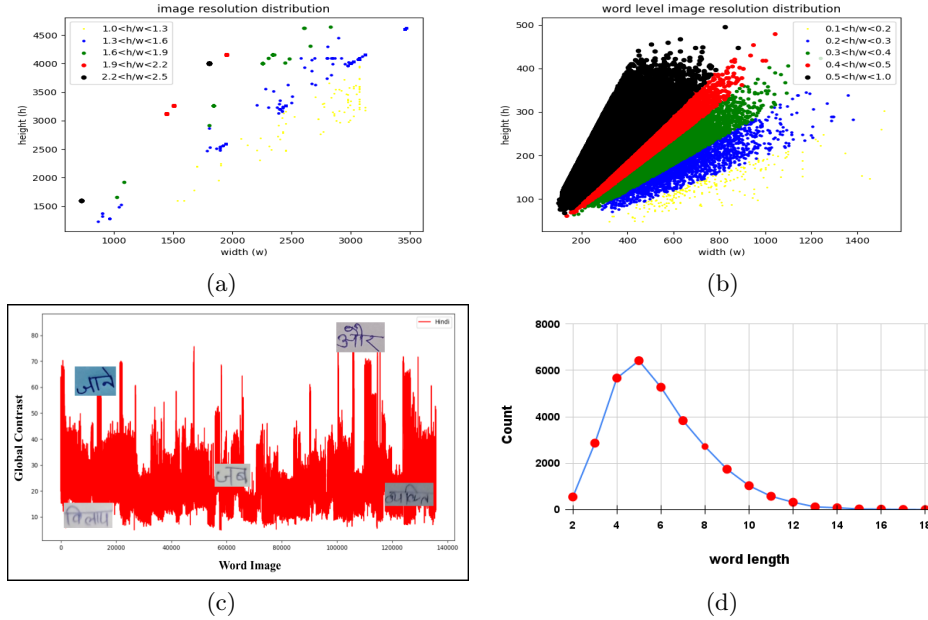 image resolution distribution
1.0<h/w<1.3
1.3<h/w<1.6
1.6<h/w<1.9
1.9<h/w<2.2
2.2<h/w<2.5
height (h)
4500
4000
3500
3000
2500
2000
1500
1000 1500 2000 2500 3000 3500
width (w)
(a)
word level image resolution distribution
0.1<h/w<0.2
0.2<h/w<0.3
0.3<h/w<0.4
0.4<h/w<0.5
0.5<h/w<1.0
height (h)
500
400
300
200
100
200 400 600 800 1000 1200 1400
width (w)
(b)
Hindi
Global Contrast
80
70
60
50
40
30
20
10
और
जाने
जब
विलाप
0 20000 40000 60000 80000 100000 120000 140000
Word Image
(c)
Count
8000
6000
4000
2000
0
2 4 6 8 10 12 14 16 18
word length
(d)